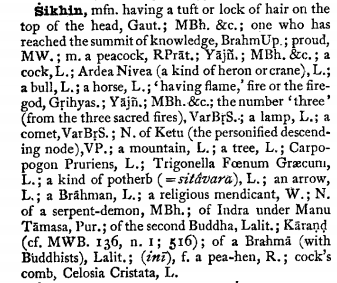 Śikhin, mfn. having a tuft or lock of hair on the
top of the head, Gaut.; MBh. &c.; one who has
reached the summit of knowledge, BrahmUp.; proud,
MW.; m. a peacock, RPrāt.; Yājñ.; MBh. &c.; a
cock, L.; Ardea Nivea (a kind of heron or crane), L.;
a bull, L.; a horse, L.; 'having flame,' fire or the fire-
god, Gṛihyas.; Yājñ.; MBh. &c.; the number 'three'
(from the three sacred fires), VarBṛS.; a lamp, L.; a
comet, VarBṛS.; N. of Ketu (the personified descend-
ing node), VP.; a mountain, L.; a tree, L.; Carpo-
pogon Pruriens, L.; Trigonella Fœnum Græcum,
L.; a kind of potherb (=sitâvara), L.; an arrow,
L.; a Brāhman, L.; a religious mendicant, W.; N.
of a serpent-demon, MBh.; of Indra under Manu
Tāmasa, Pur.; of the second Buddha, Lalit.; Kāraṇḍ
(cf. MWB. 136, n. 1; 516); of a Brahmā (with
Buddhists), Lalit.; (inī), f. a pea-hen, R.; cock's
comb, Celosia Cristata, L.